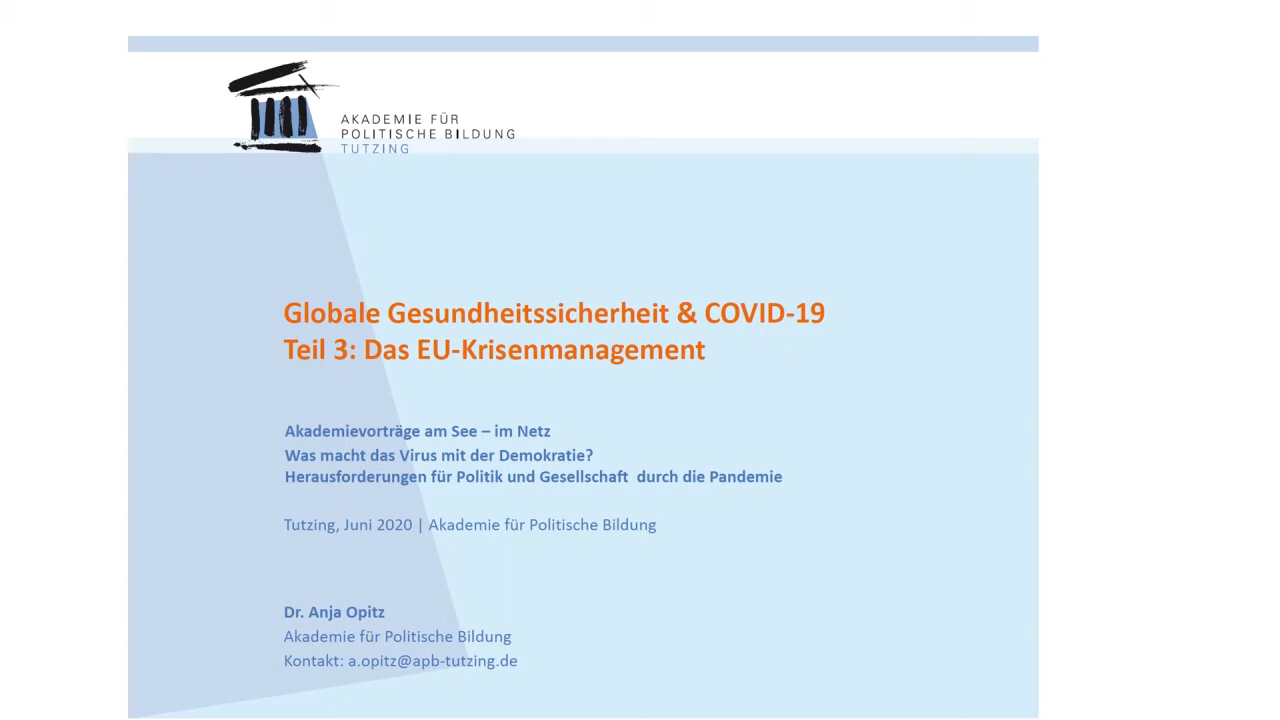 AKADEMIE FÜR
POLITISCHE BILDUNG
TUTZING
Globale Gesundheitssicherheit & COVID-19
Teil 3: Das EU-Krisenmanagement
Akademievorträge am See – im Netz
Was macht das Virus mit der Demokratie?
Herausforderungen für Politik und Gesellschaft durch die Pandemie
Tutzing, Juni 2020 | Akademie für Politische Bildung
Dr. Anja Opitz
Akademie für Politische Bildung
Kontakt: a.opitz@apb-tutzing.de